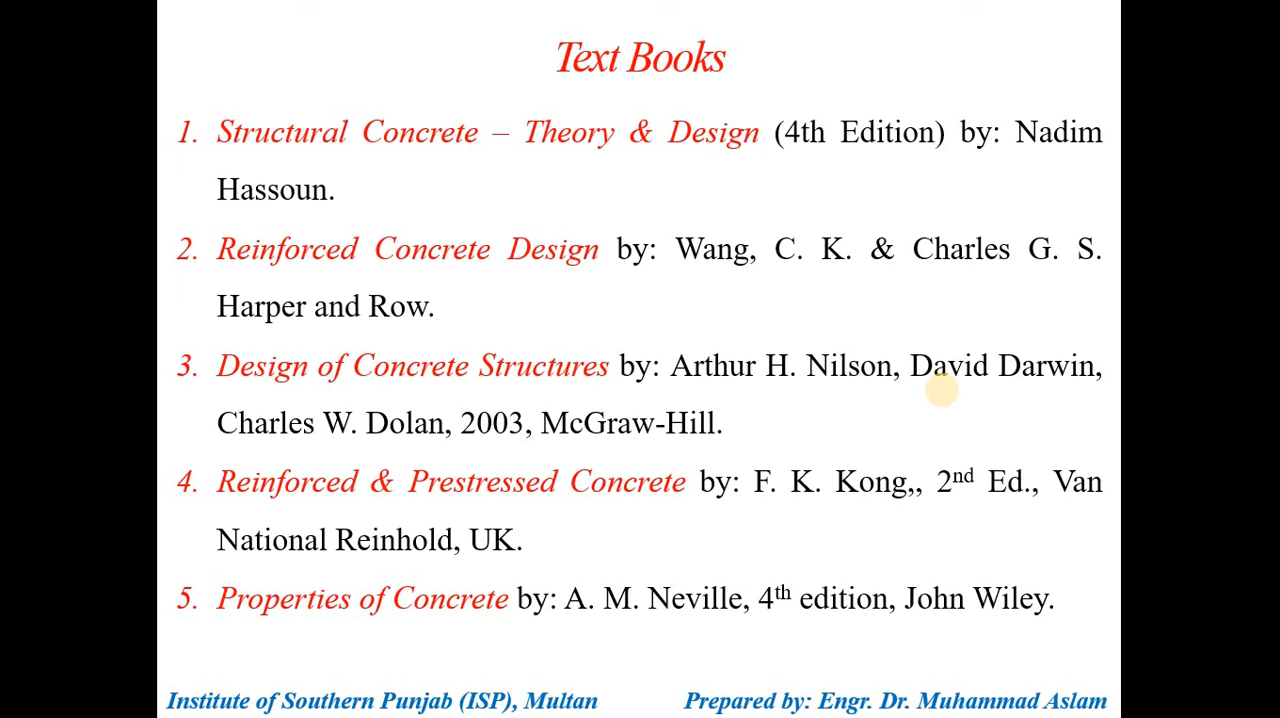 Text Books
1. Structural Concrete – Theory & Design (4th Edition) by: Nadim
Hassoun.
2. Reinforced Concrete Design by: Wang, C. K. & Charles G. S.
Harper and Row.
3. Design of Concrete Structures by: Arthur H. Nilson, David Darwin,
Charles W. Dolan, 2003, McGraw-Hill.
4. Reinforced & Prestressed Concrete by: F. K. Kong,, 2nd Ed., Van
National Reinhold, UK.
5. Properties of Concrete by: A. M. Neville, 4th edition, John Wiley.
Institute of Southern Punjab (ISP), Multan
Prepared by: Engr. Dr. Muhammad Aslam